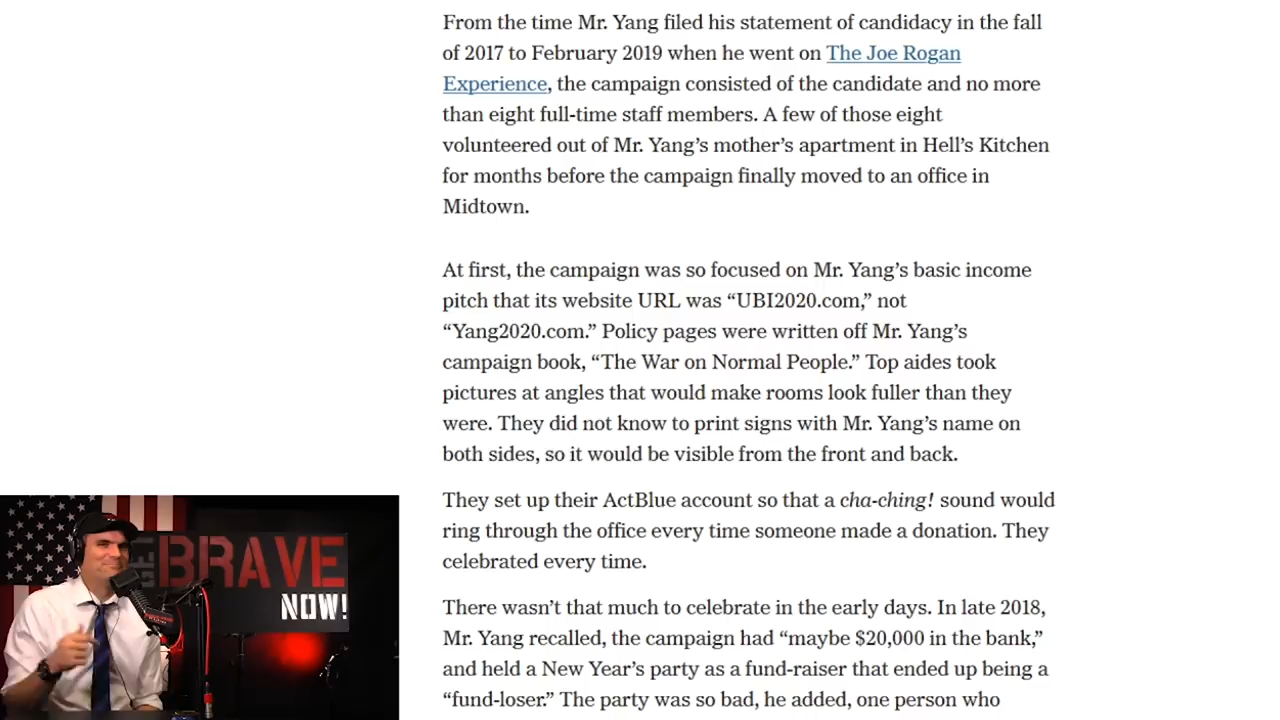 From the time Mr. Yang filed his statement of candidacy in the fall
of 2017 to February 2019 when he went on The Joe Rogan
Experience, the campaign consisted of the candidate and no more
than eight full-time staff members. A few of those eight
volunteered out of Mr. Yang’s mother’s apartment in Hell’s Kitchen
for months before the campaign finally moved to an office in
Midtown.
At first, the campaign was so focused on Mr. Yang’s basic income
pitch that its website URL was “UBI2020.com,” not
“Yang2020.com.” Policy pages were written off Mr. Yang’s
campaign book, “The War on Normal People.” Top aides took
pictures at angles that would make rooms look fuller than they
were. They did not know to print signs with Mr. Yang’s name on
both sides, so it would be visible from the front and back.
They set up their ActBlue account so that a cha-ching! sound would
ring through the office every time someone made a donation. They
celebrated every time.
There wasn’t that much to celebrate in the early days. In late 2018,
Mr. Yang recalled, the campaign had “maybe $20,000 in the bank,”
and held a New Year’s party as a fund-raiser that ended up being a
“fund-loser.” The party was so bad, he added, one person who
GET
BRAVE
NOW!